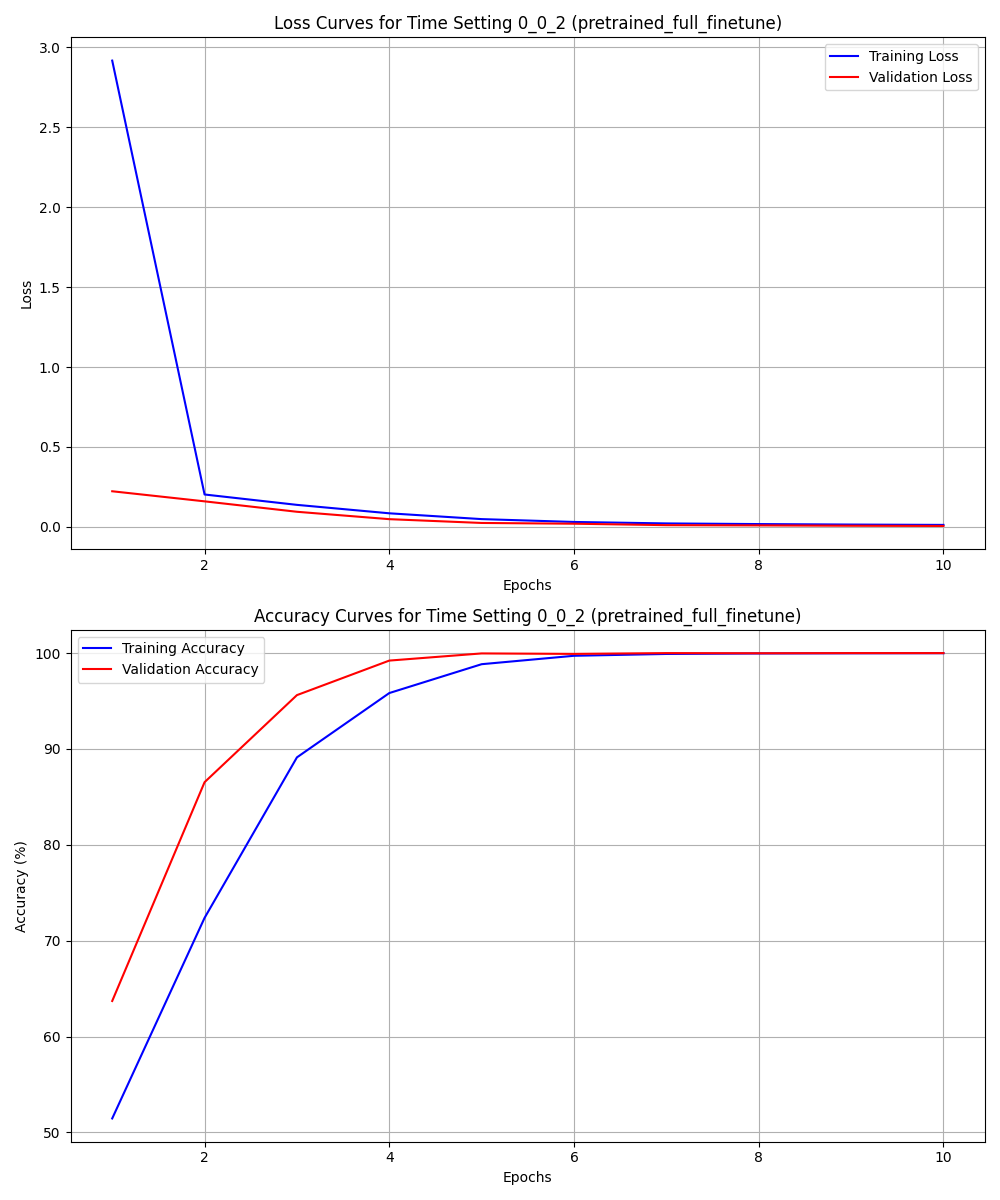 Loss Curves for Time Setting 0_0_2 (pretrained_full_finetune)
3.0
2.5
2.0
1.5
1.0
0.5
0.0
Loss
Training Loss
Validation Loss
2
4
6
8
10
Epochs
Accuracy Curves for Time Setting 0_0_2 (pretrained_full_finetune)
100
90
80
70
60
50
Accuracy (%)
Training Accuracy
Validation Accuracy
2
4
6
8
10
Epochs